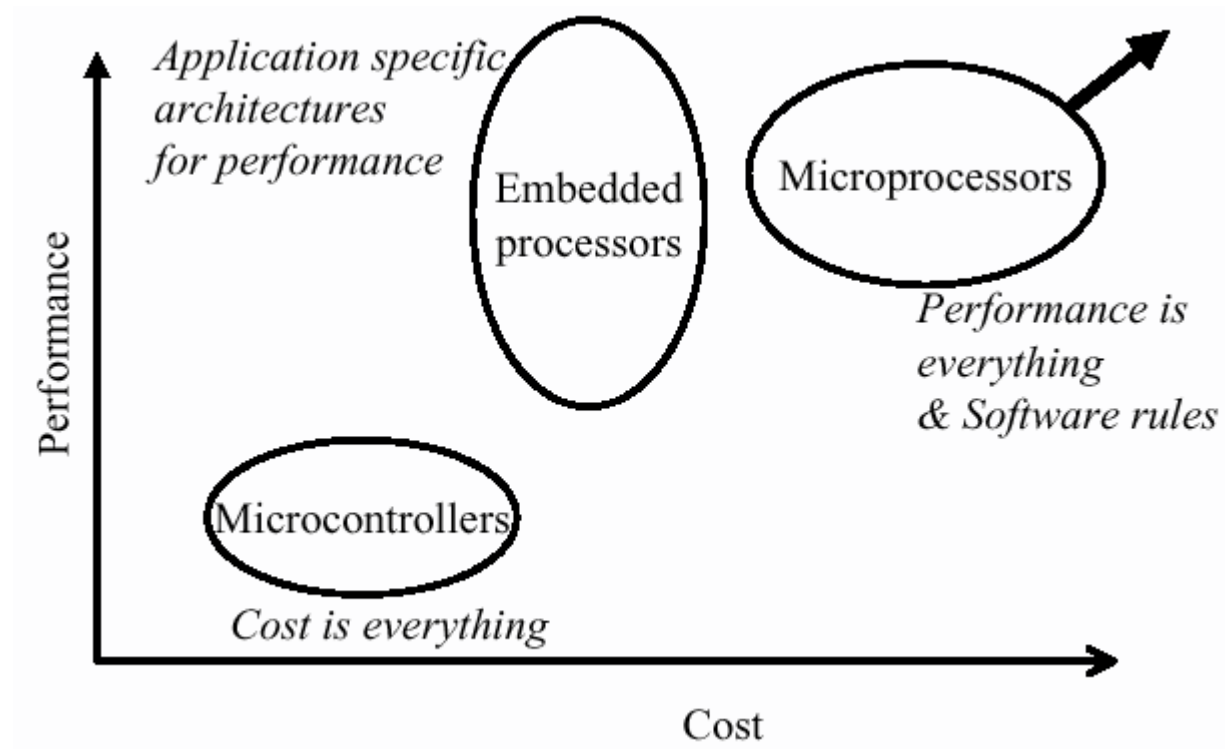 Application specific
architectures
for performance
Embedded
processors
Microprocessors
Performance is
everything
& Software rules
Performance
Microcontrollers
Cost is everything
Cost